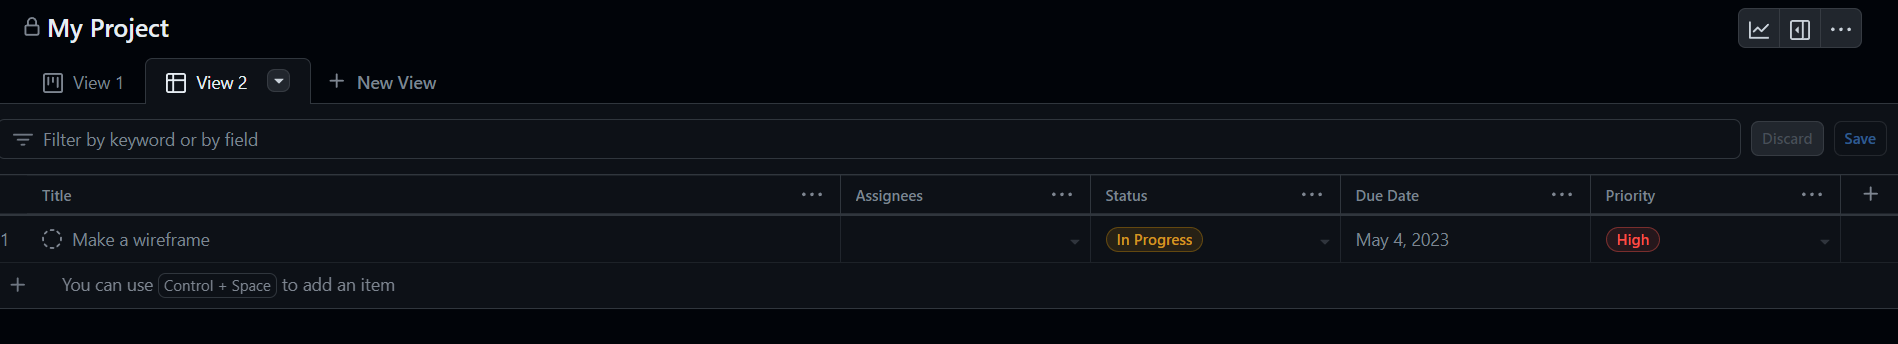 My Project
View 1 View 2 New View
Filter by keyword or by field Discard Save
Title Assignees Status Due Date Priority
1 Make a wireframe In Progress May 4, 2023 High
You can use Control + Space to add an item